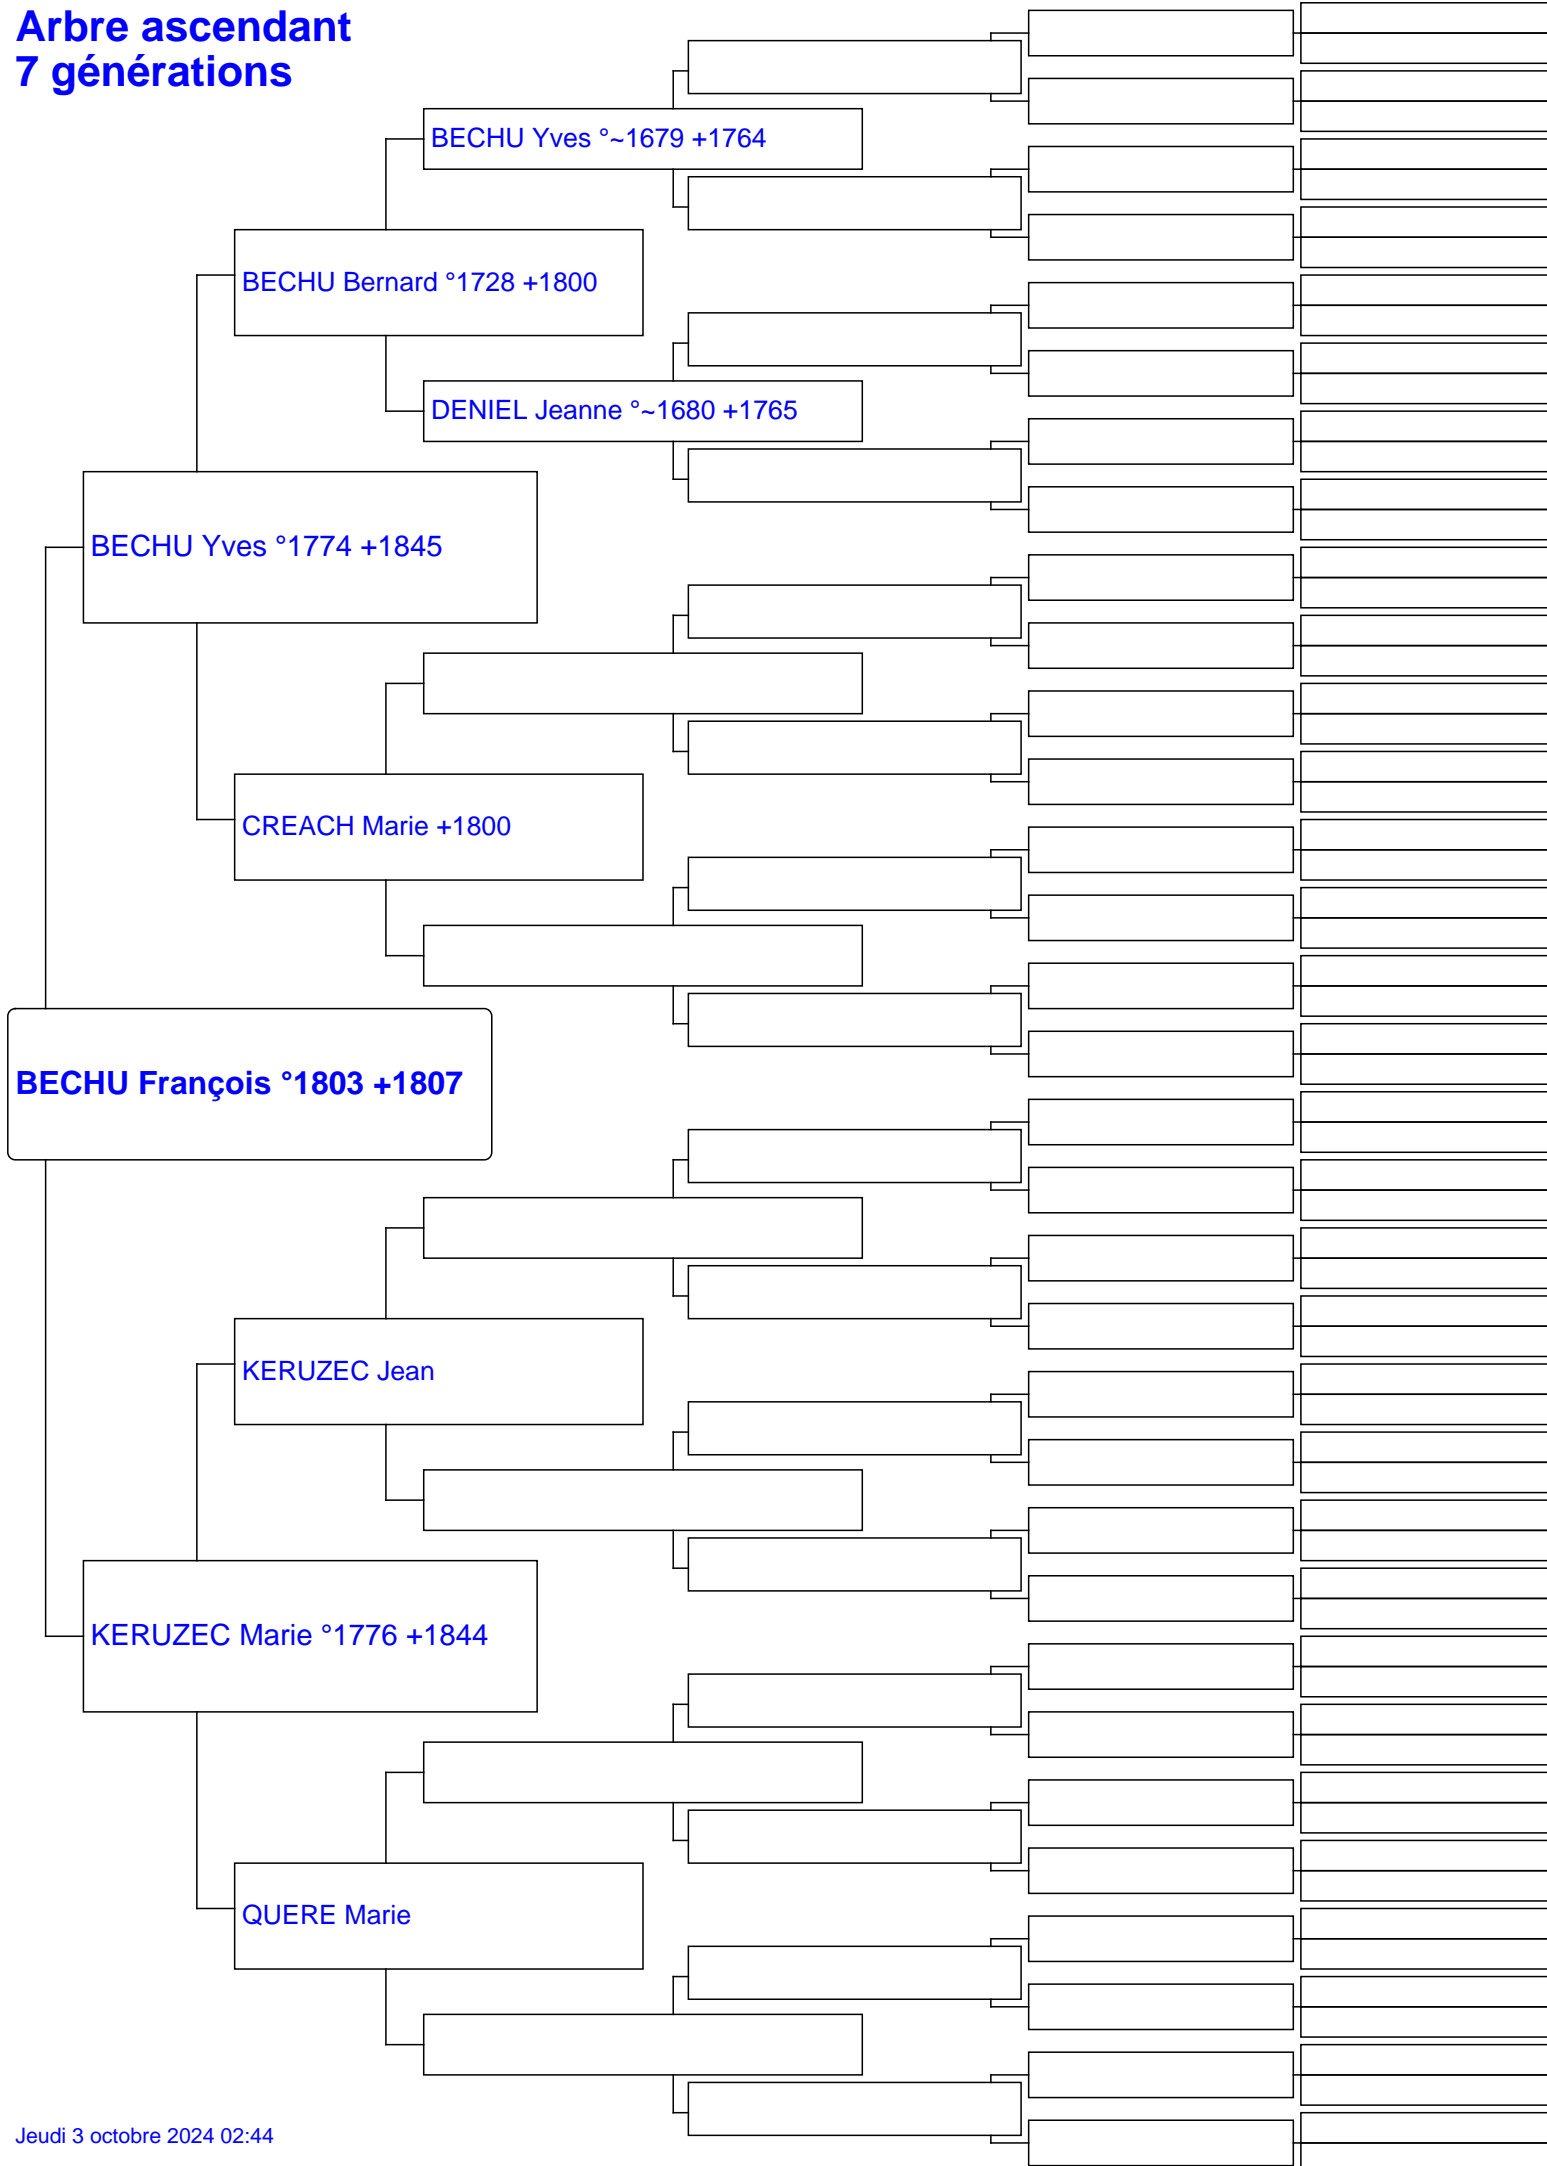 Arbre ascendant
7 générations
BECHU Yves °~1679 +1764
BECHU Bernard °1728 +1800
DENIEL Jeanne °~1680 +1765
BECHU Yves °1774 +1845
CREACH Marie +1800
BECHU François °1803 +1807
KERUZEC Jean
KERUZEC Marie °1776 +1844
QUERE Marie
Jeudi 3 octobre 2024 02:44